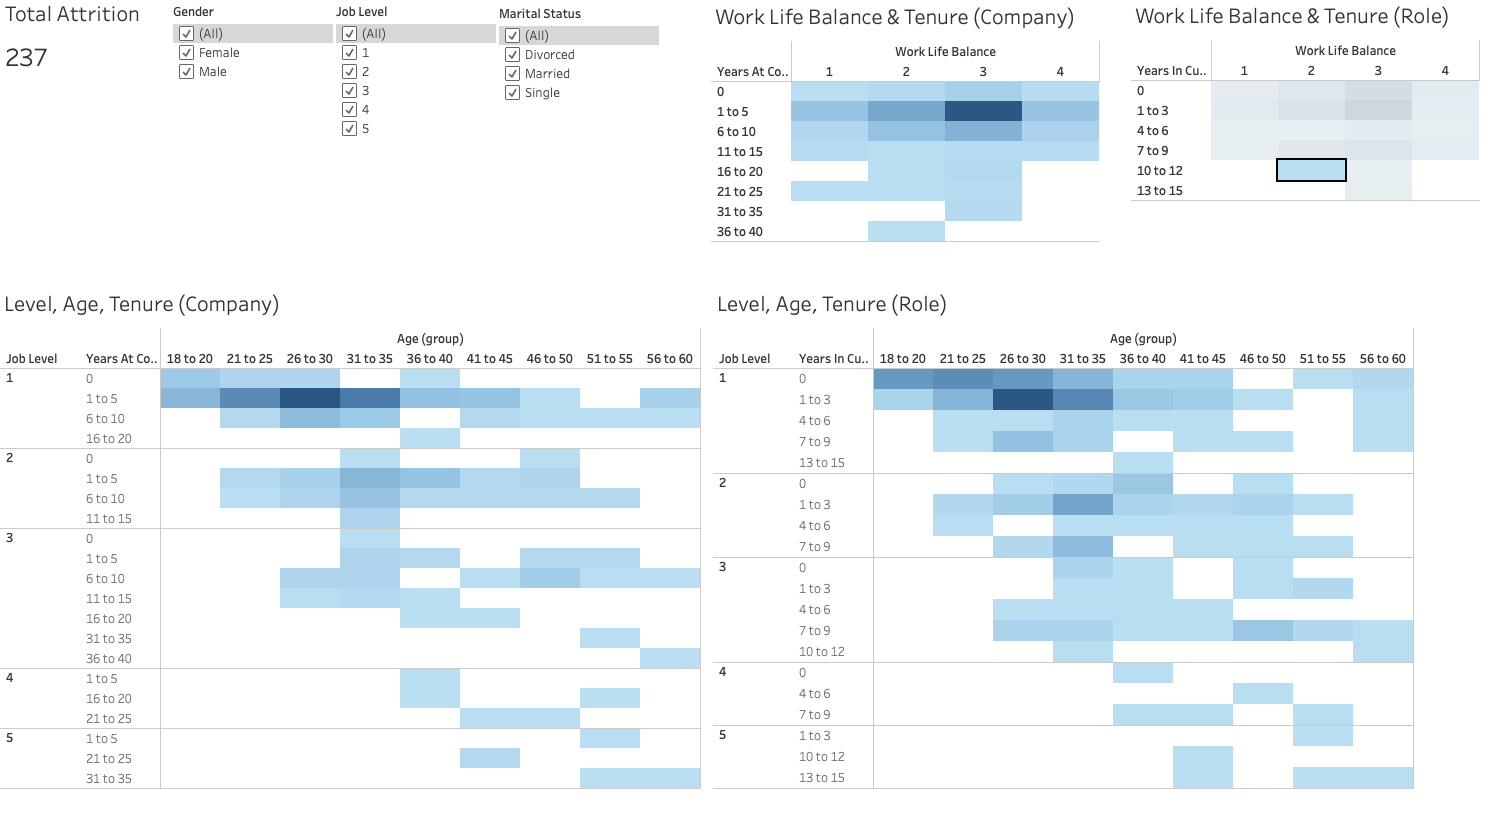 Total Attrition
237
Gender
(All)
Female
Male
Job Level
(All)
1
2
3
4
5
Marital Status
(All)
Divorced
Married
Single
Work Life Balance & Tenure (Company)
Work Life Balance
Years At Co.. 1 2 3 4
0
1 to 5
6 to 10
11 to 15
16 to 20
21 to 25
31 to 35
36 to 40
Work Life Balance & Tenure (Role)
Work Life Balance
Years In Cu.. 1 2 3 4
0
1 to 3
4 to 6
7 to 9
10 to 12
13 to 15
Level, Age, Tenure (Company)
Age (group)
Job Level Years At Co.. 18 to 20 21 to 25 26 to 30 31 to 35 36 to 40 41 to 45 46 to 50 51 to 55 56 to 60
1 0
1 to 5
6 to 10
16 to 20
2 0
1 to 5
6 to 10
11 to 15
3 0
1 to 5
6 to 10
11 to 15
16 to 20
31 to 35
36 to 40
4 1 to 5
16 to 20
21 to 25
5 1 to 5
21 to 25
31 to 35
Level, Age, Tenure (Role)
Age (group)
Job Level Years In Cu.. 18 to 20 21 to 25 26 to 30 31 to 35 36 to 40 41 to 45 46 to 50 51 to 55 56 to 60
1 0
1 to 3
4 to 6
7 to 9
13 to 15
2 0
1 to 3
4 to 6
7 to 9
3 0
1 to 3
4 to 6
7 to 9
10 to 12
4 0
4 to 6
7 to 9
5 1 to 3
10 to 12
13 to 15